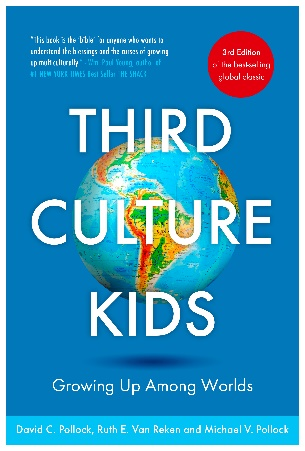 "This book is the 'bible' for anyone who wants to
understand the blessings and the curses of growing
up multiculturally." –Wm. Paul Young, author of
#1 NEW YORK TIMES Best Seller THE SHACK
3rd Edition
of the bestselling
global classic
THIRD
CULTURE
KIDS
Growing Up Among Worlds
David C. Pollock, Ruth E. Van Reken and Michael V. Pollock